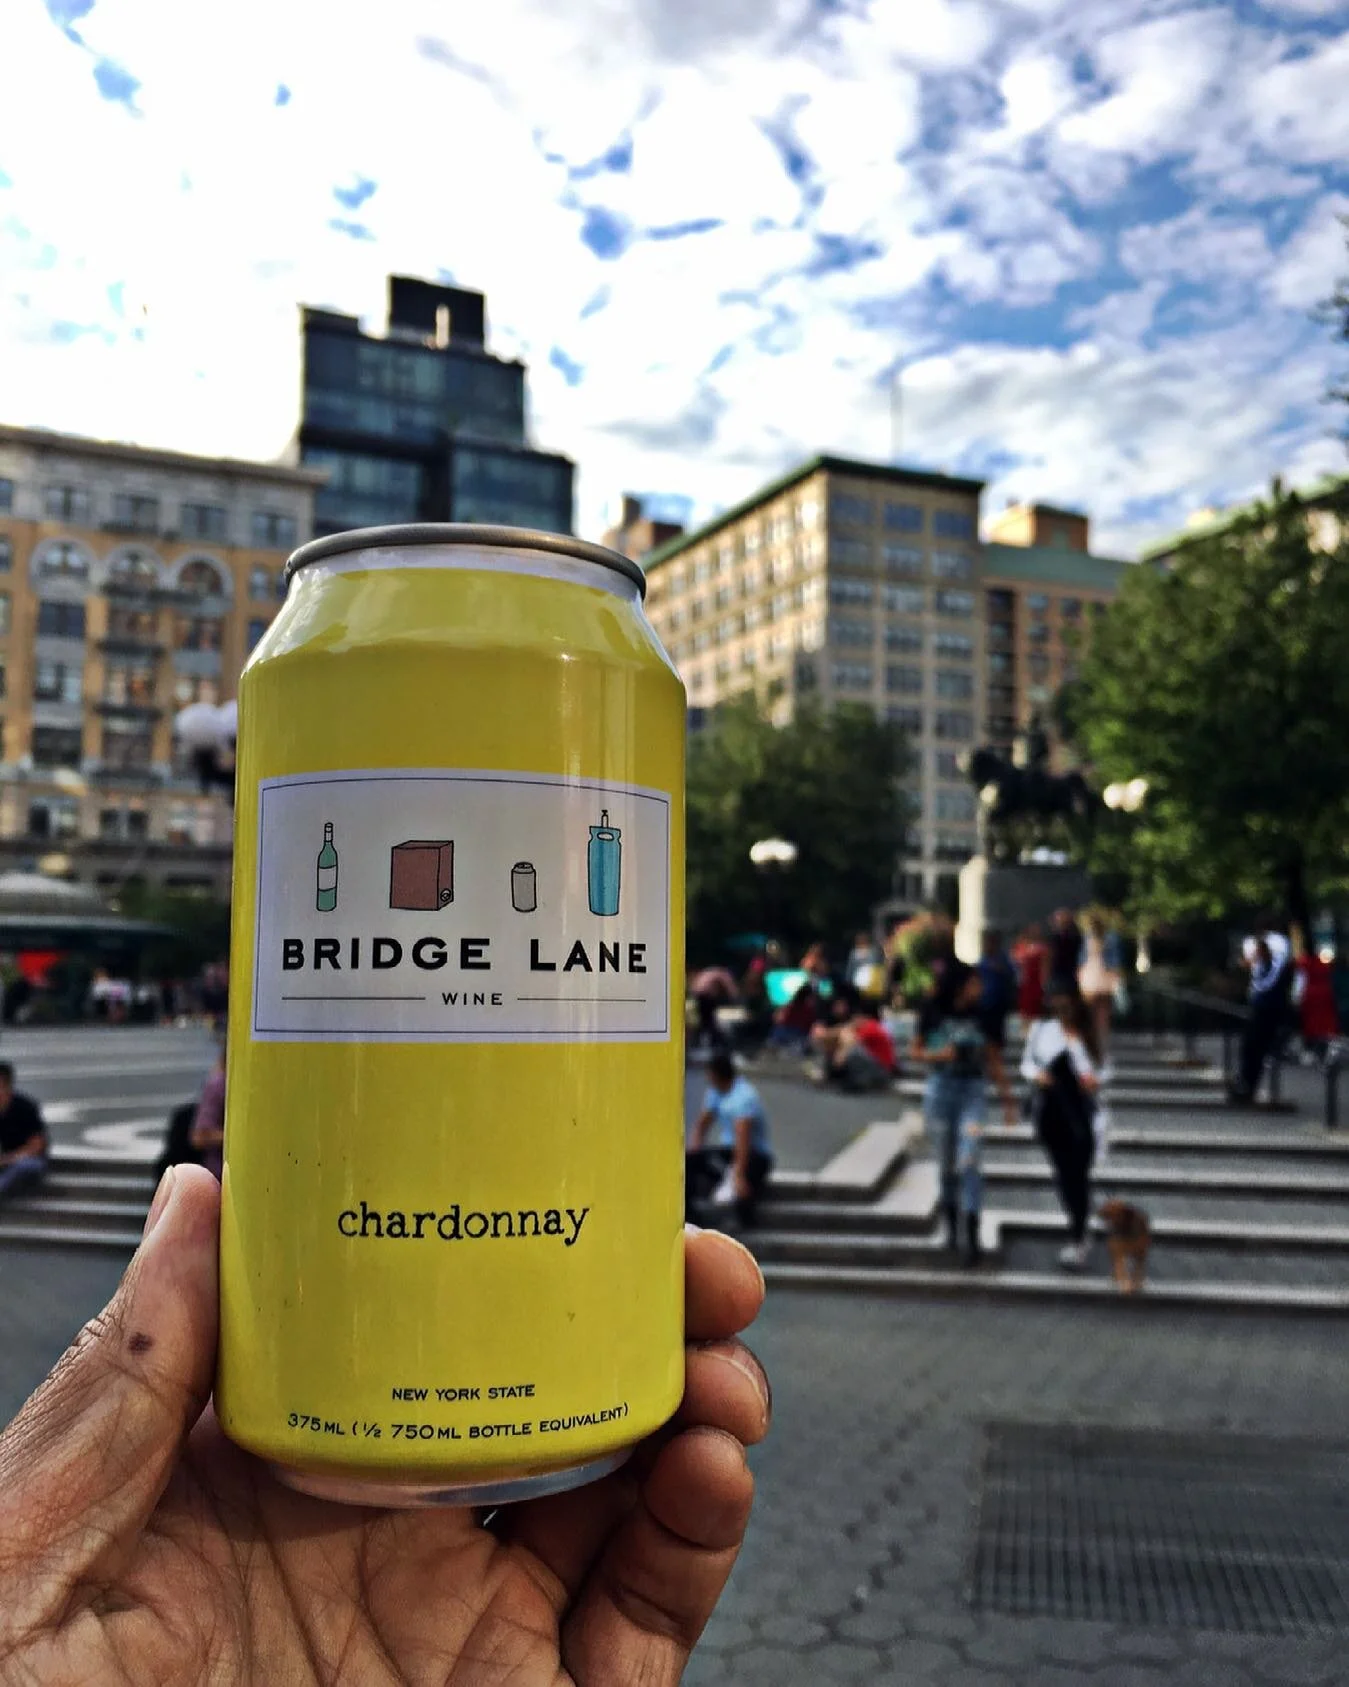 BRIDGE LANE
WINE
chardonnay
NEW YORK STATE
375ML (½ 750ML BOTTLE EQUIVALENT)